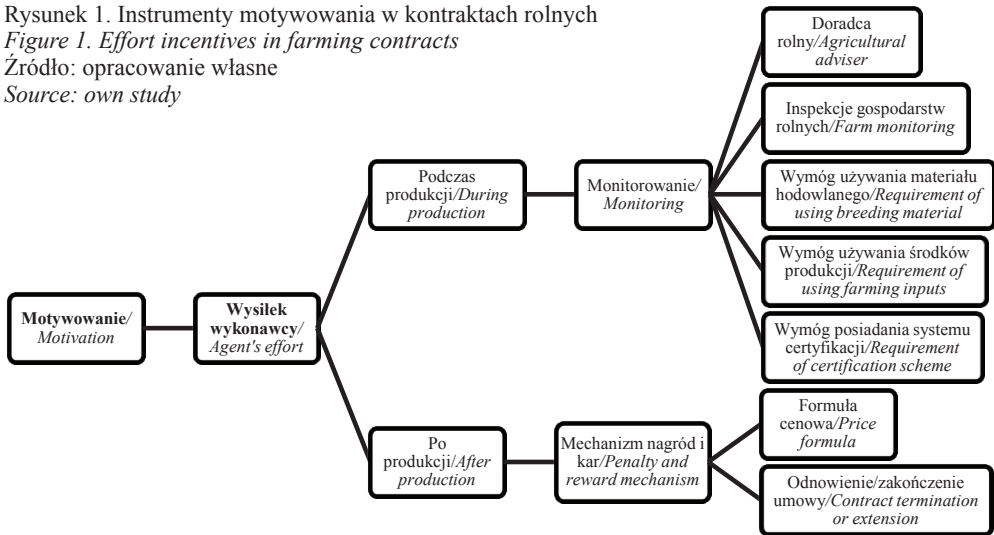 Rysunek 1. Instrumenty motywowania w kontraktach rolnych
Figure 1. Effort incentives in farming contracts
Źródło: opracowanie własne
Source: own study
Motywowanie/
Motivation
Wysiłek
wykonawcy/
Agent's effort
Podczas
produkcji/During
production
Monitorowanie/
Monitoring
Doradca
rolny/Agricultural
adviser
Inspekcje gospodarstw
rolnych/Farm monitoring
Wymóg używania materiału
hodowlanego/Requirement of
using breeding material
Wymóg używania środków
produkcji/Requirement of
using farming inputs
Wymóg posiadania systemu
certyfikacji/Requirement
of certification scheme
Po
produkcji/After
production
Mechanizm nagród i
kar/Penalty and
reward mechanism
Formuła
cenowa/Price
formula
Odnowienie/zakończenie
umowy/Contract termination
or extension